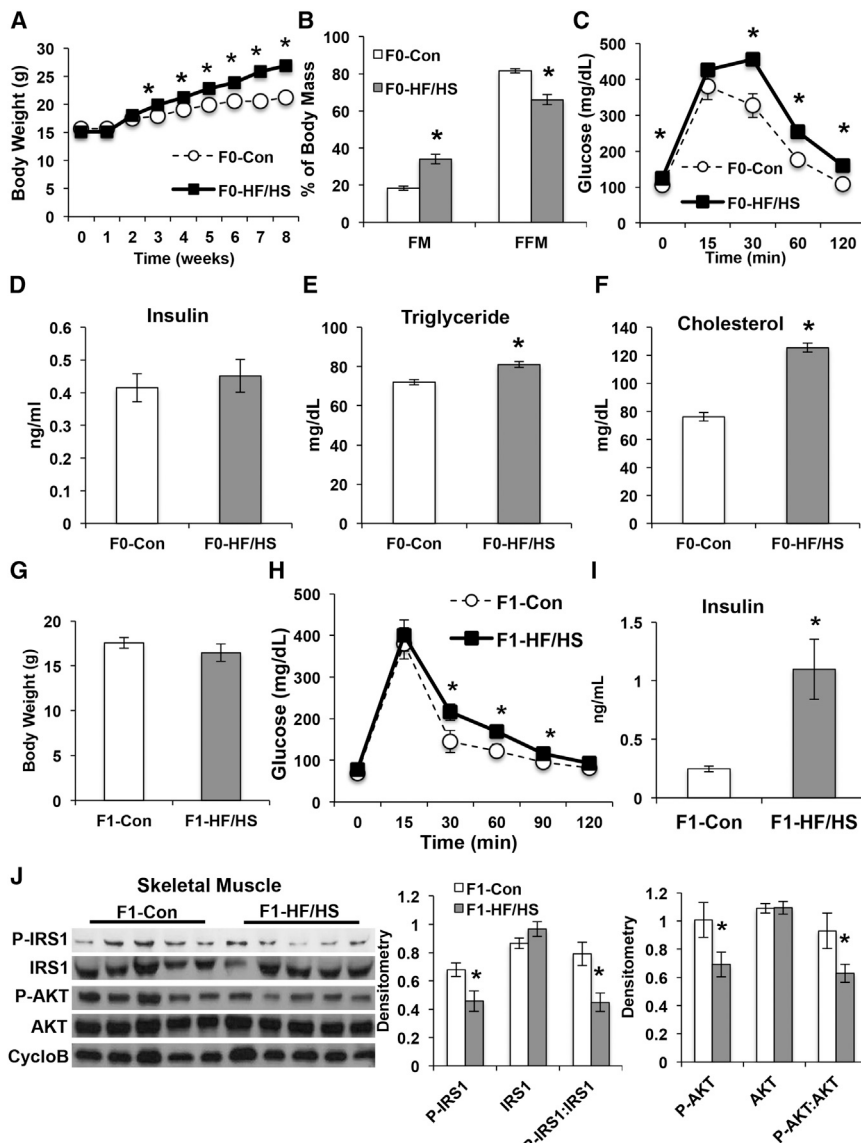 A
Body Weight (g)
30
25
20
15
10
5
0
* * * * * *
F0-Con
F0-HF/HS
0 1 2 3 4 5 6 7 8
Time (weeks)
B
% of Body Mass
100
80
60
40
20
0
F0-Con
F0-HF/HS
*
*
FM FFM
C
Glucose (mg/dL)
500
400
300
200
100
0
*
*
*
*
F0-Con
F0-HF/HS
0 15 30 60 120
Time (min)
D
Insulin
ng/ml
0.6
0.5
0.4
0.3
0.2
0.1
0
F0-Con F0-HF/HS
E
Triglyceride
mg/dL
100
80
60
40
20
0
*
F0-Con F0-HF/HS
F
Cholesterol
mg/dL
140
120
100
80
60
40
20
0
*
F0-Con F0-HF/HS
G
Body Weight (g)
20
15
10
5
0
F1-Con F1-HF/HS
H
Glucose (mg/dL)
500
400
300
200
100
0
F1-Con
F1-HF/HS
* * *
0 15 30 60 90 120
Time (min)
I
Insulin
ng/mL
1.5
1
0.5
0
*
F1-Con F1-HF/HS
J
Skeletal Muscle
F1-Con F1-HF/HS
P-IRS1
IRS1
P-AKT
AKT
CycloB
Densitometry
1.2
1
0.8
0.6
0.4
0.2
0
F1-Con
F1-HF/HS
*
*
P-IRS1 IRS1 P-IRS1:IRS1
Densitometry
1.2
1
0.8
0.6
0.4
0.2
0
*
*
P-AKT AKT P-AKT:AKT